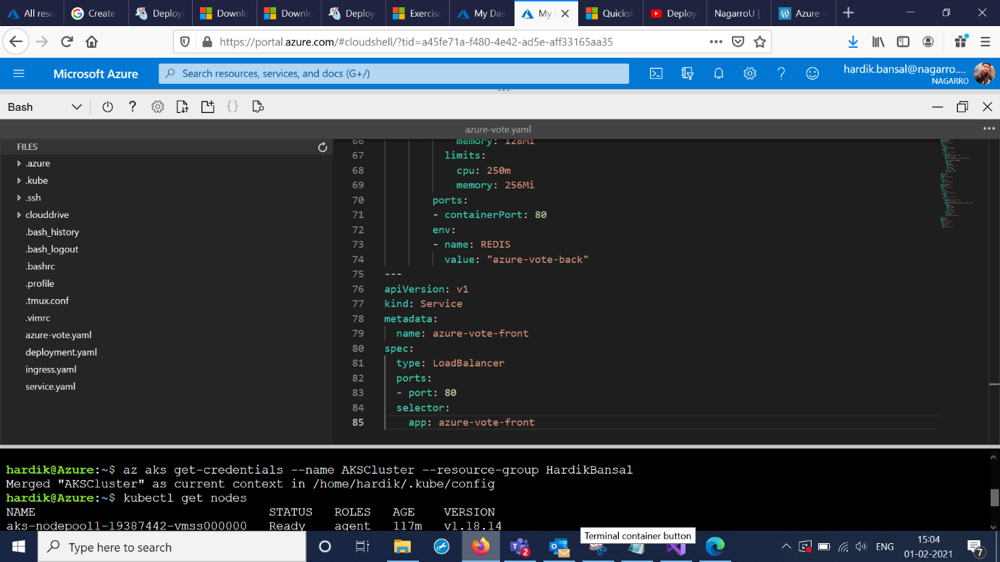 All reso
Create
Deployi
Downlo
Downlo
Deploy
Exercise
My Das
My
Quickst
Deploy
NagarroU |
Azure –
https://portal.azure.com/#cloudshell/?tid=a45fe71a-f480-4e42-ad5e-aff33165aa35
Microsoft Azure
Search resources, services, and docs (G+/)
hardik.bansal@nagarro....
NAGARRO
Bash
azure-vote.yaml
FILES
.azure
.kube
.ssh
clouddrive
.bash_history
.bash_logout
.bashrc
.profile
.tmux.conf
.vimrc
azure-vote.yaml
deployment.yaml
ingress.yaml
service.yaml
66 memory: 128Mi
67 limits:
68 cpu: 250m
69 memory: 256Mi
70 ports:
71 - containerPort: 80
72 env:
73 - name: REDIS
74 value: "azure-vote-back"
75 ---
76 apiVersion: v1
77 kind: Service
78 metadata:
79 name: azure-vote-front
80 spec:
81 type: LoadBalancer
82 ports:
83 - port: 80
84 selector:
85 app: azure-vote-front
hardik@Azure:~$ az aks get-credentials --name AKSCluster --resource-group HardikBansal
Merged "AKSCluster" as current context in /home/hardik/.kube/config
hardik@Azure:~$ kubectl get nodes
NAME STATUS ROLES AGE VERSION
aks-nodepool1-19387442-vmss000000 Ready agent 117m v1.18.14
Terminal container button
Type here to search
2
ENG
15:04
01-02-2021
7